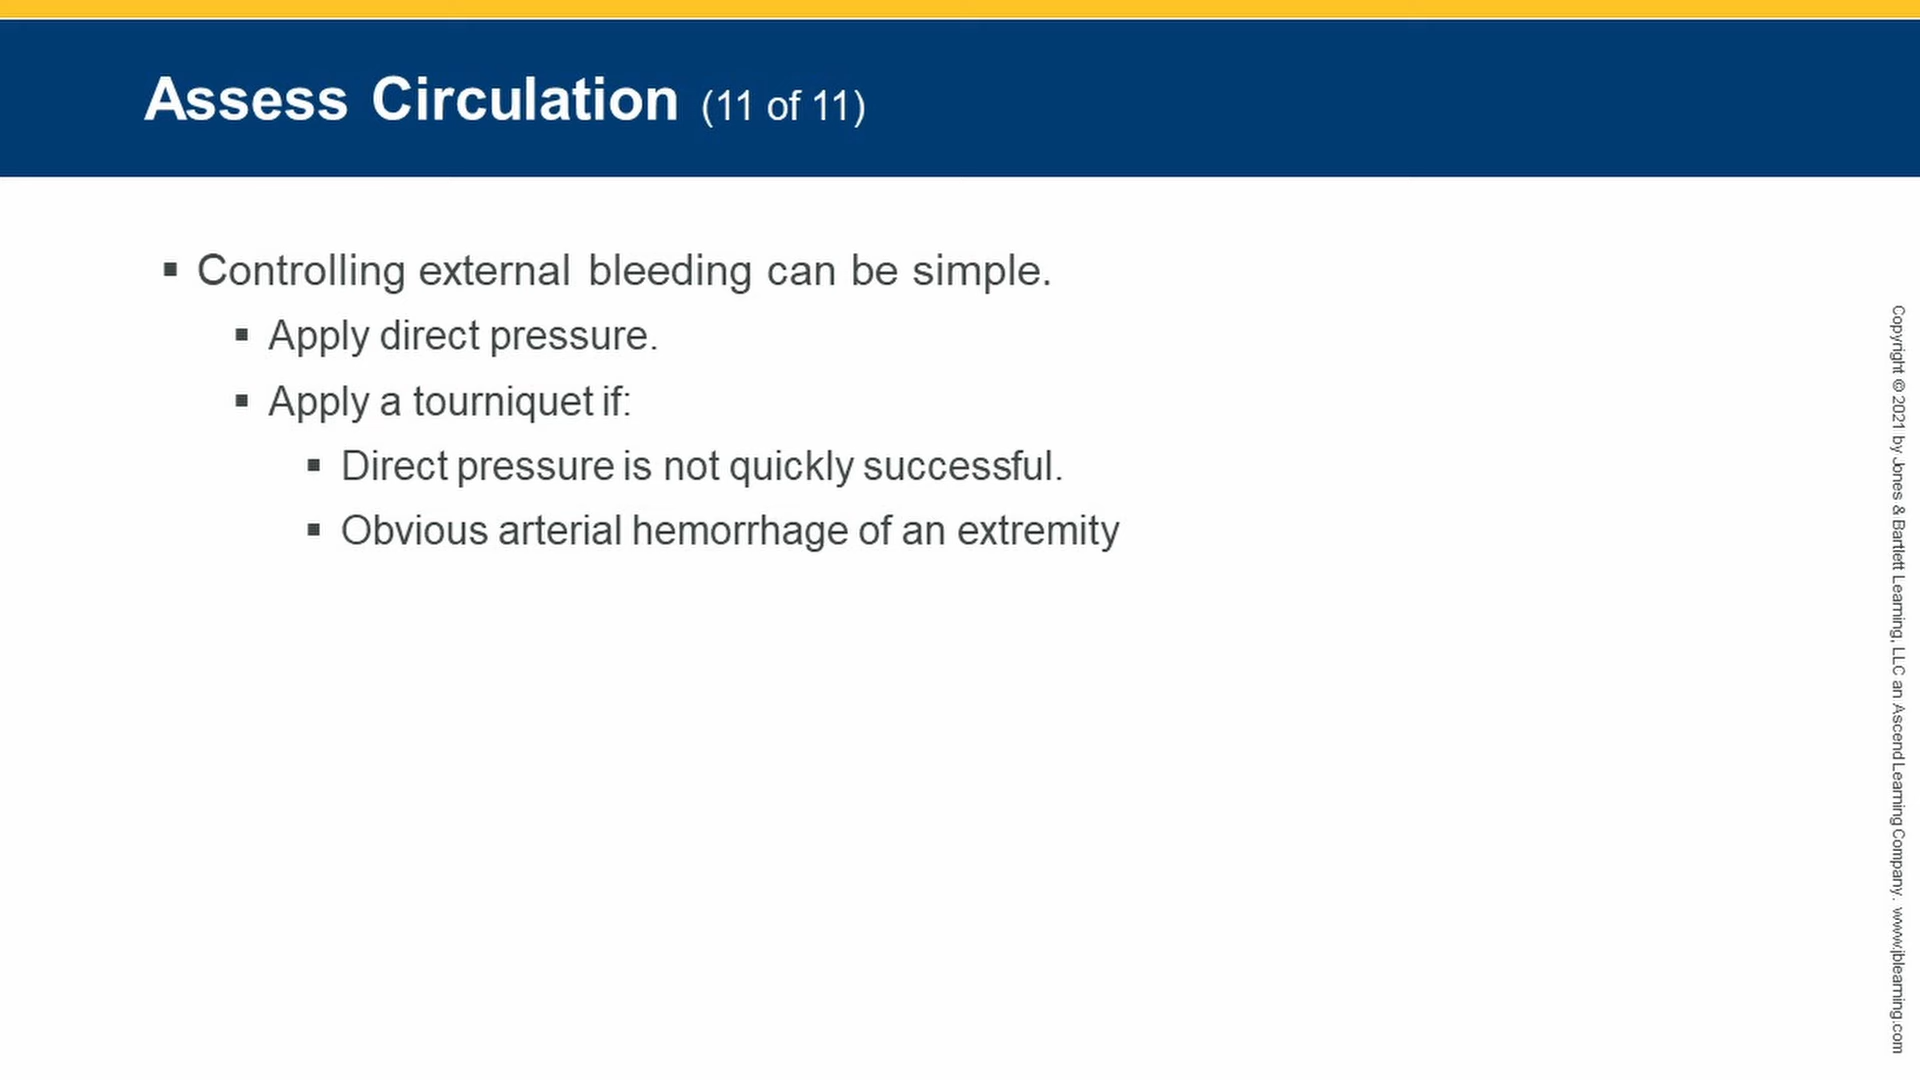 Assess Circulation (11 of 11)
▪ Controlling external bleeding can be simple.
▪ Apply direct pressure.
▪ Apply a tourniquet if:
▪ Direct pressure is not quickly successful.
▪ Obvious arterial hemorrhage of an extremity
Copyright © 2021 by Jones & Bartlett Learning, LLC an Ascend Learning Company. www.jblearning.com